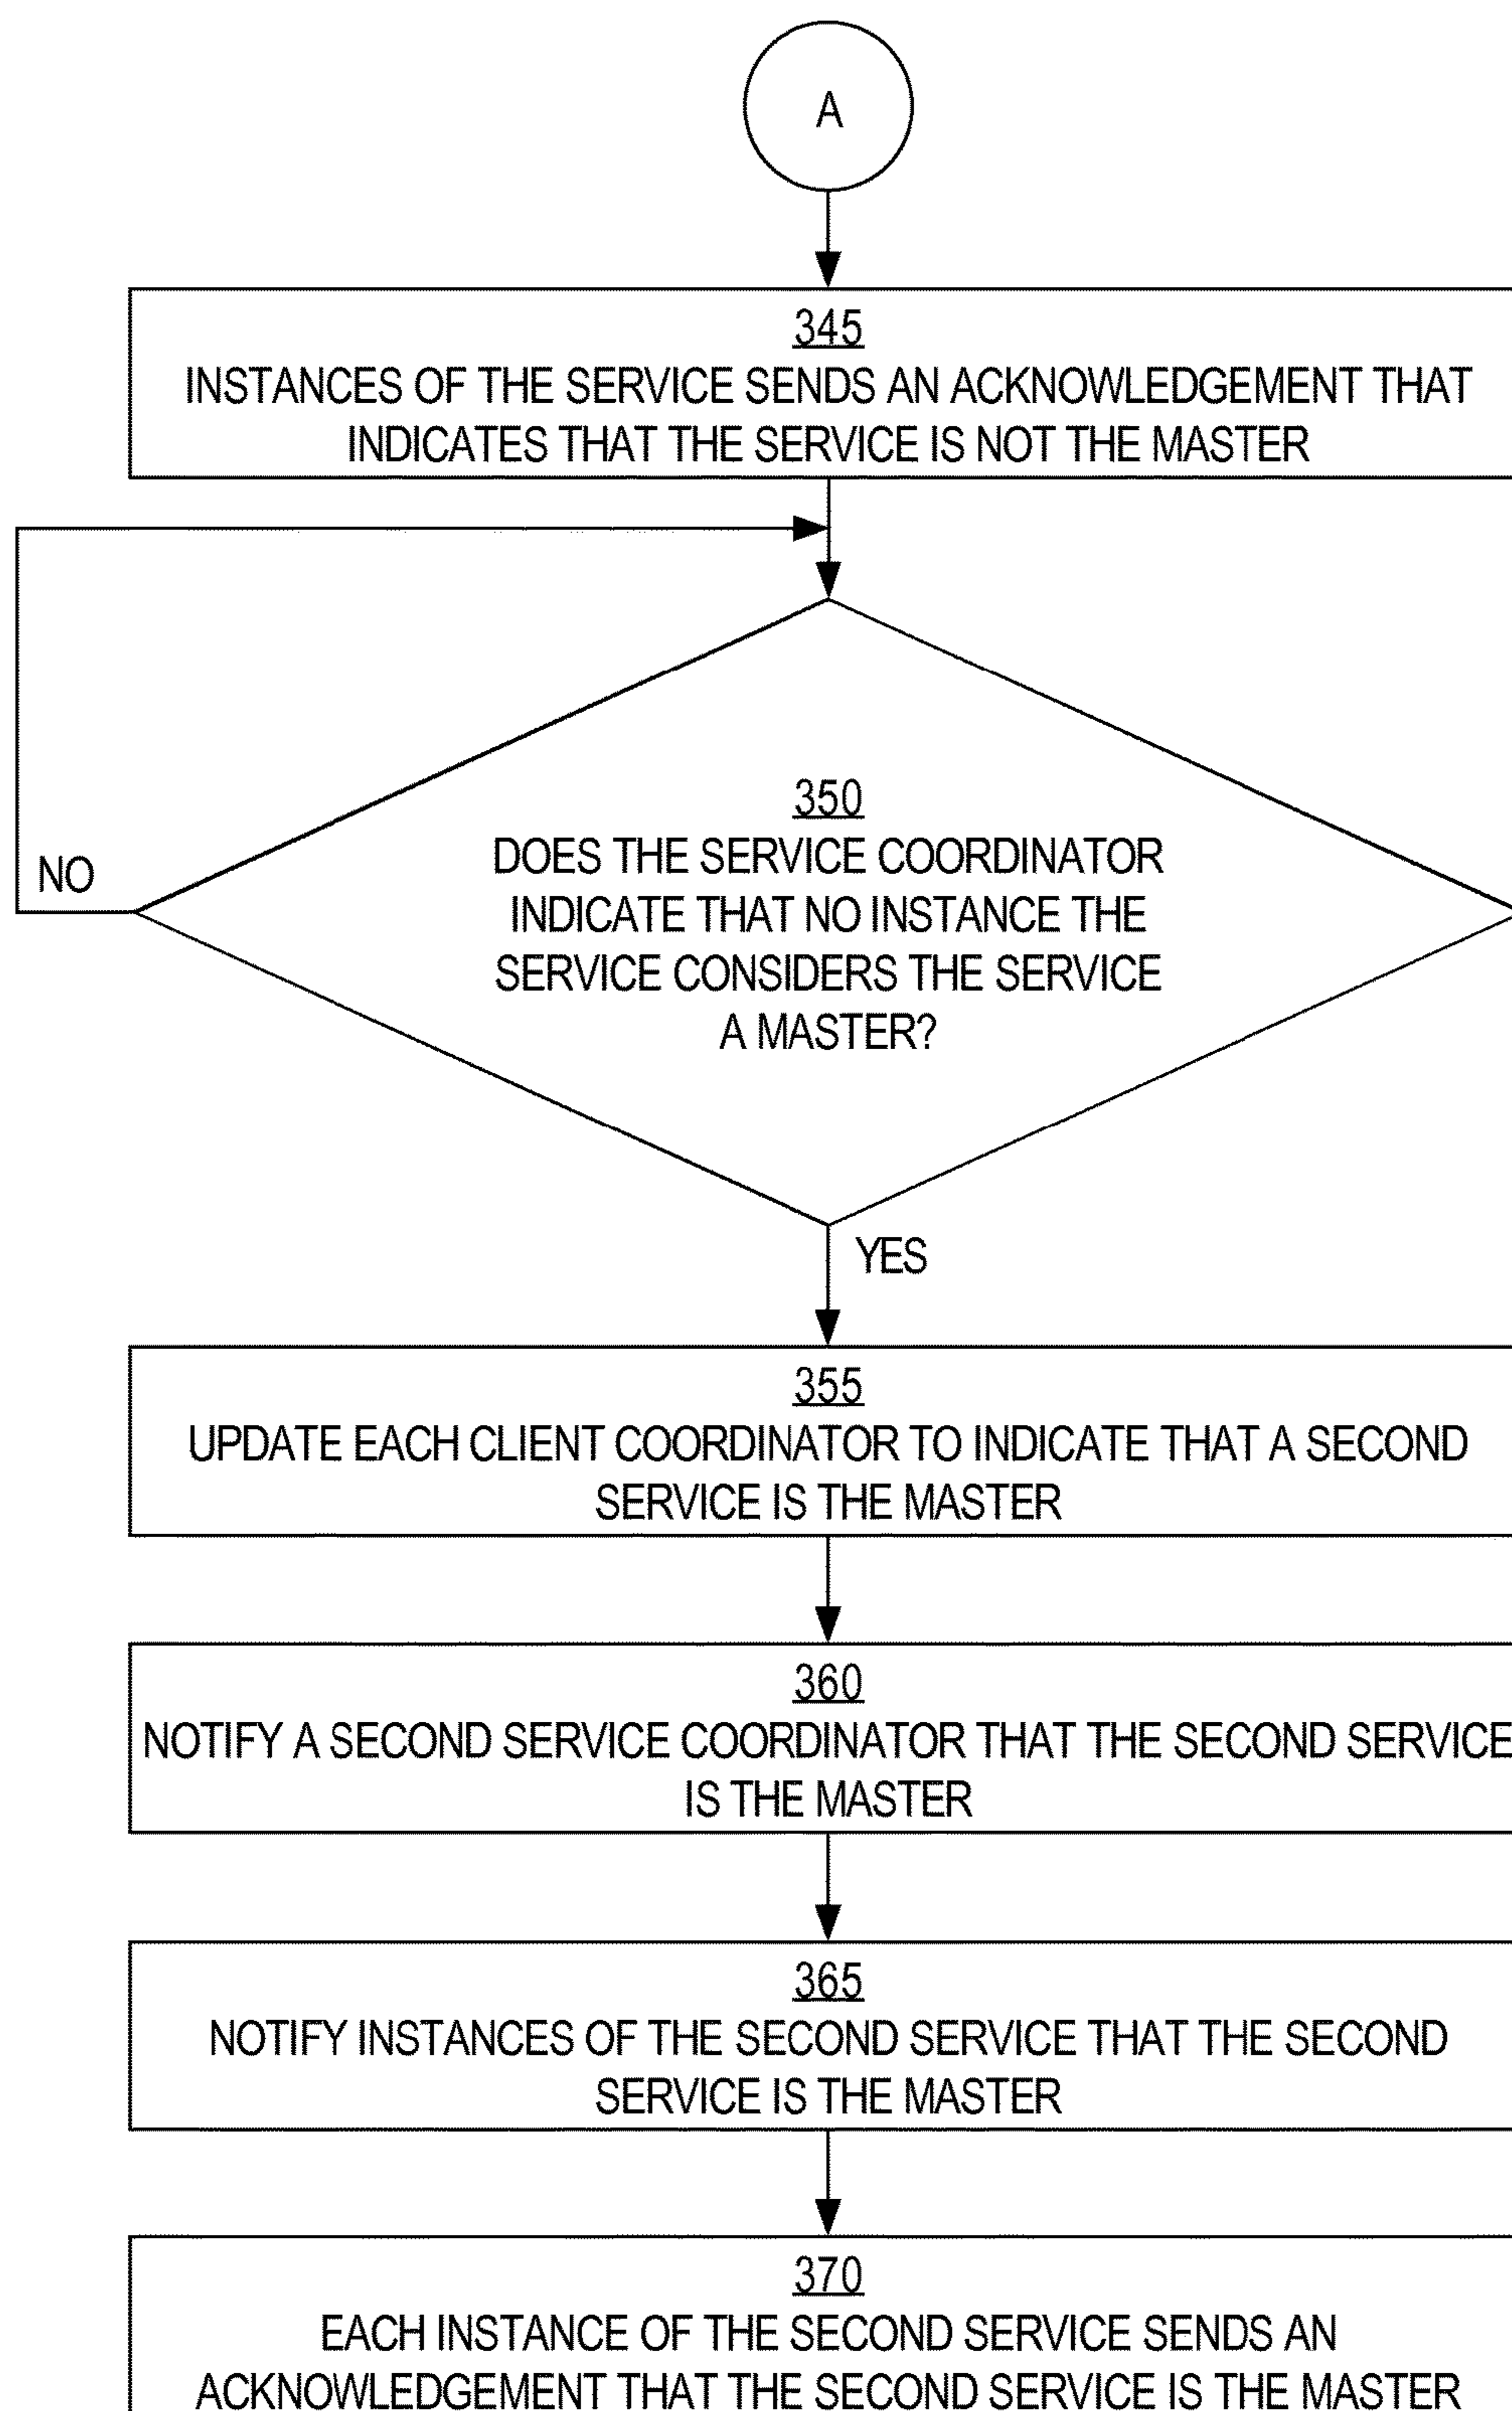 A
345
INSTANCES OF THE SERVICE SENDS AN ACKNOWLEDGEMENT THAT
INDICATES THAT THE SERVICE IS NOT THE MASTER
350
DOES THE SERVICE COORDINATOR
INDICATE THAT NO INSTANCE THE
SERVICE CONSIDERS THE SERVICE
A MASTER?
NO
YES
355
UPDATE EACH CLIENT COORDINATOR TO INDICATE THAT A SECOND
SERVICE IS THE MASTER
360
NOTIFY A SECOND SERVICE COORDINATOR THAT THE SECOND SERVICE
IS THE MASTER
365
NOTIFY INSTANCES OF THE SECOND SERVICE THAT THE SECOND
SERVICE IS THE MASTER
370
EACH INSTANCE OF THE SECOND SERVICE SENDS AN
ACKNOWLEDGEMENT THAT THE SECOND SERVICE IS THE MASTER